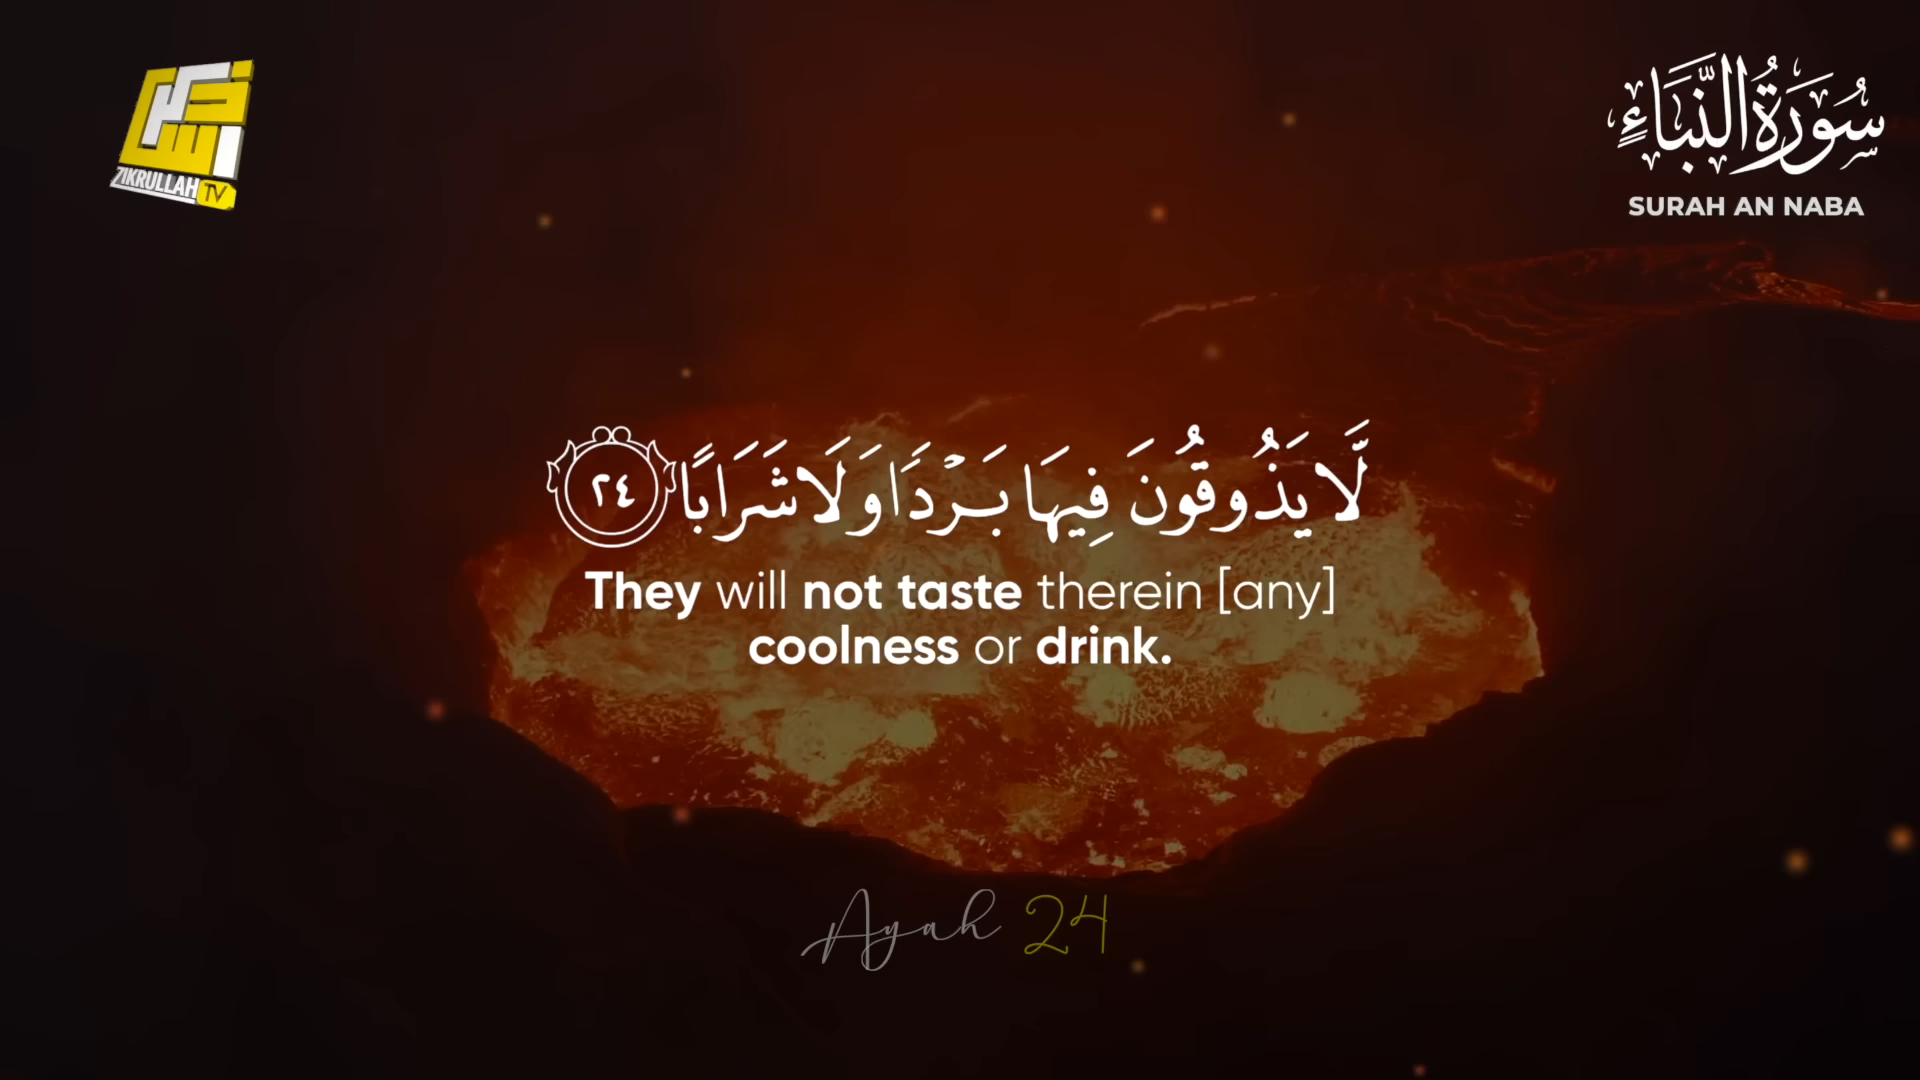 ZIKRULLAH TV
سُورَةُ النَّبَاءِ
SURAH AN NABA
لَّا يَذُوقُونَ فِيهَا بَرْدًا وَلَا شَرَابًا ٢٤
They will not taste therein [any]
coolness or drink.
Ayah 24